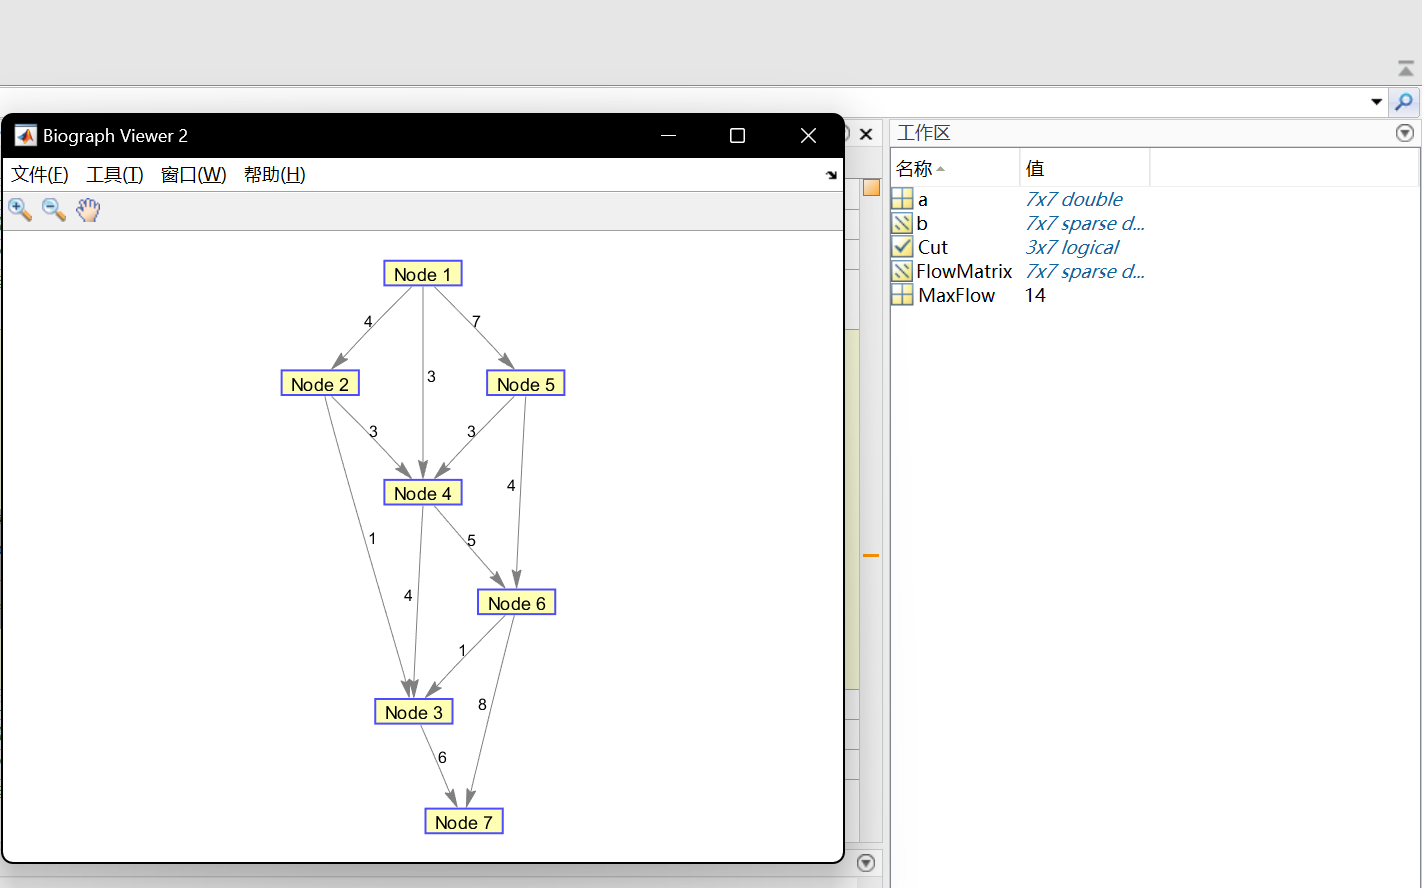 Biograph Viewer 2
文件(F) 工具(T) 窗口(W) 帮助(H)
Node 1
4
7
3
Node 2
Node 5
3
3
Node 4
4
1
5
4
Node 6
1
Node 3
8
6
Node 7
工作区
名称 值
a 7x7 double
b 7x7 sparse d...
Cut 3x7 logical
FlowMatrix 7x7 sparse d...
MaxFlow 14